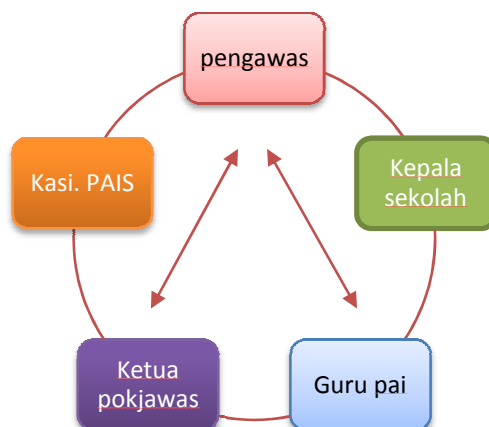 pengawas
Kepala
sekolah
Kasi. PAIS
Ketua
pokjawas
Guru pai